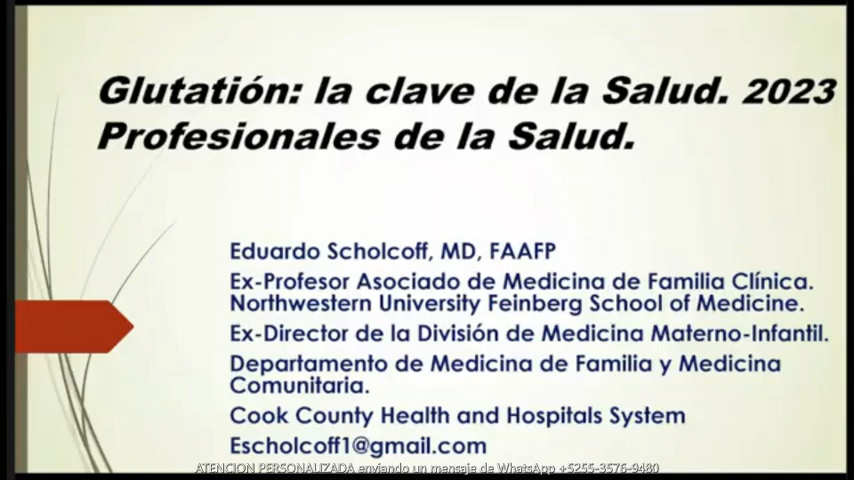 Glutatión: la clave de la Salud. 2023
Profesionales de la Salud.
Eduardo Scholcoff, MD, FAAFP
Ex-Profesor Asociado de Medicina de Familia Clínica.
Northwestern University Feinberg School of Medicine.
Ex-Director de la División de Medicina Materno-Infantil.
Departamento de Medicina de Familia y Medicina
Comunitaria.
Cook County Health and Hospitals System
Escholcoff1@gmail.com
ATENCION PERSONALIZADA enviando un mensaje de WhatsApp +5255-3576-9480